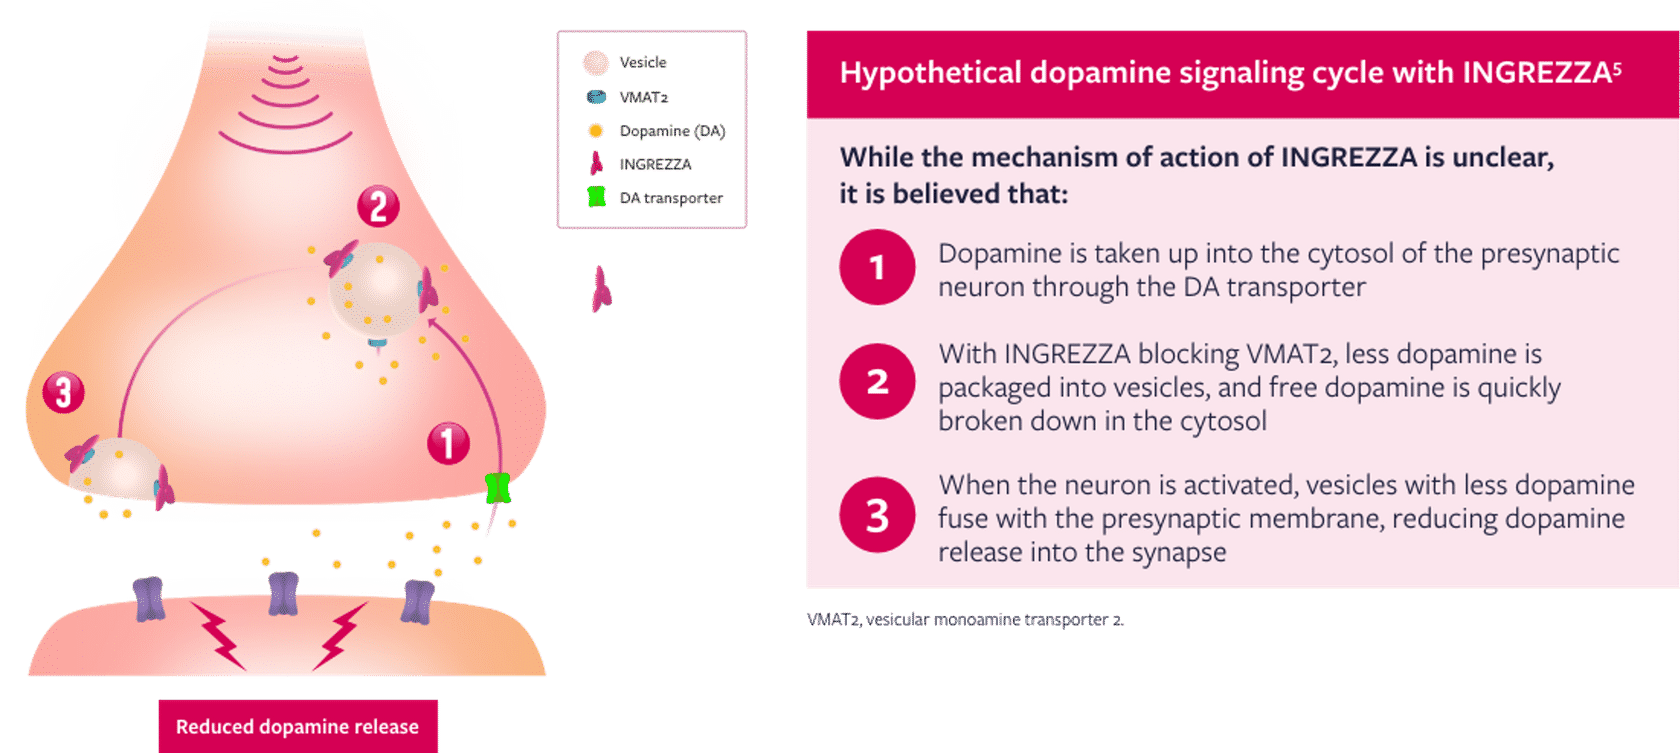 Vesicle
VMAT2
Dopamine (DA)
INGREZZA
DA transporter
2
3
1
Reduced dopamine release
Hypothetical dopamine signaling cycle with INGREZZA⁵
While the mechanism of action of INGREZZA is unclear,
it is believed that:
1
Dopamine is taken up into the cytosol of the presynaptic
neuron through the DA transporter
2
With INGREZZA blocking VMAT2, less dopamine is
packaged into vesicles, and free dopamine is quickly
broken down in the cytosol
3
When the neuron is activated, vesicles with less dopamine
fuse with the presynaptic membrane, reducing dopamine
release into the synapse
VMAT2, vesicular monoamine transporter 2.